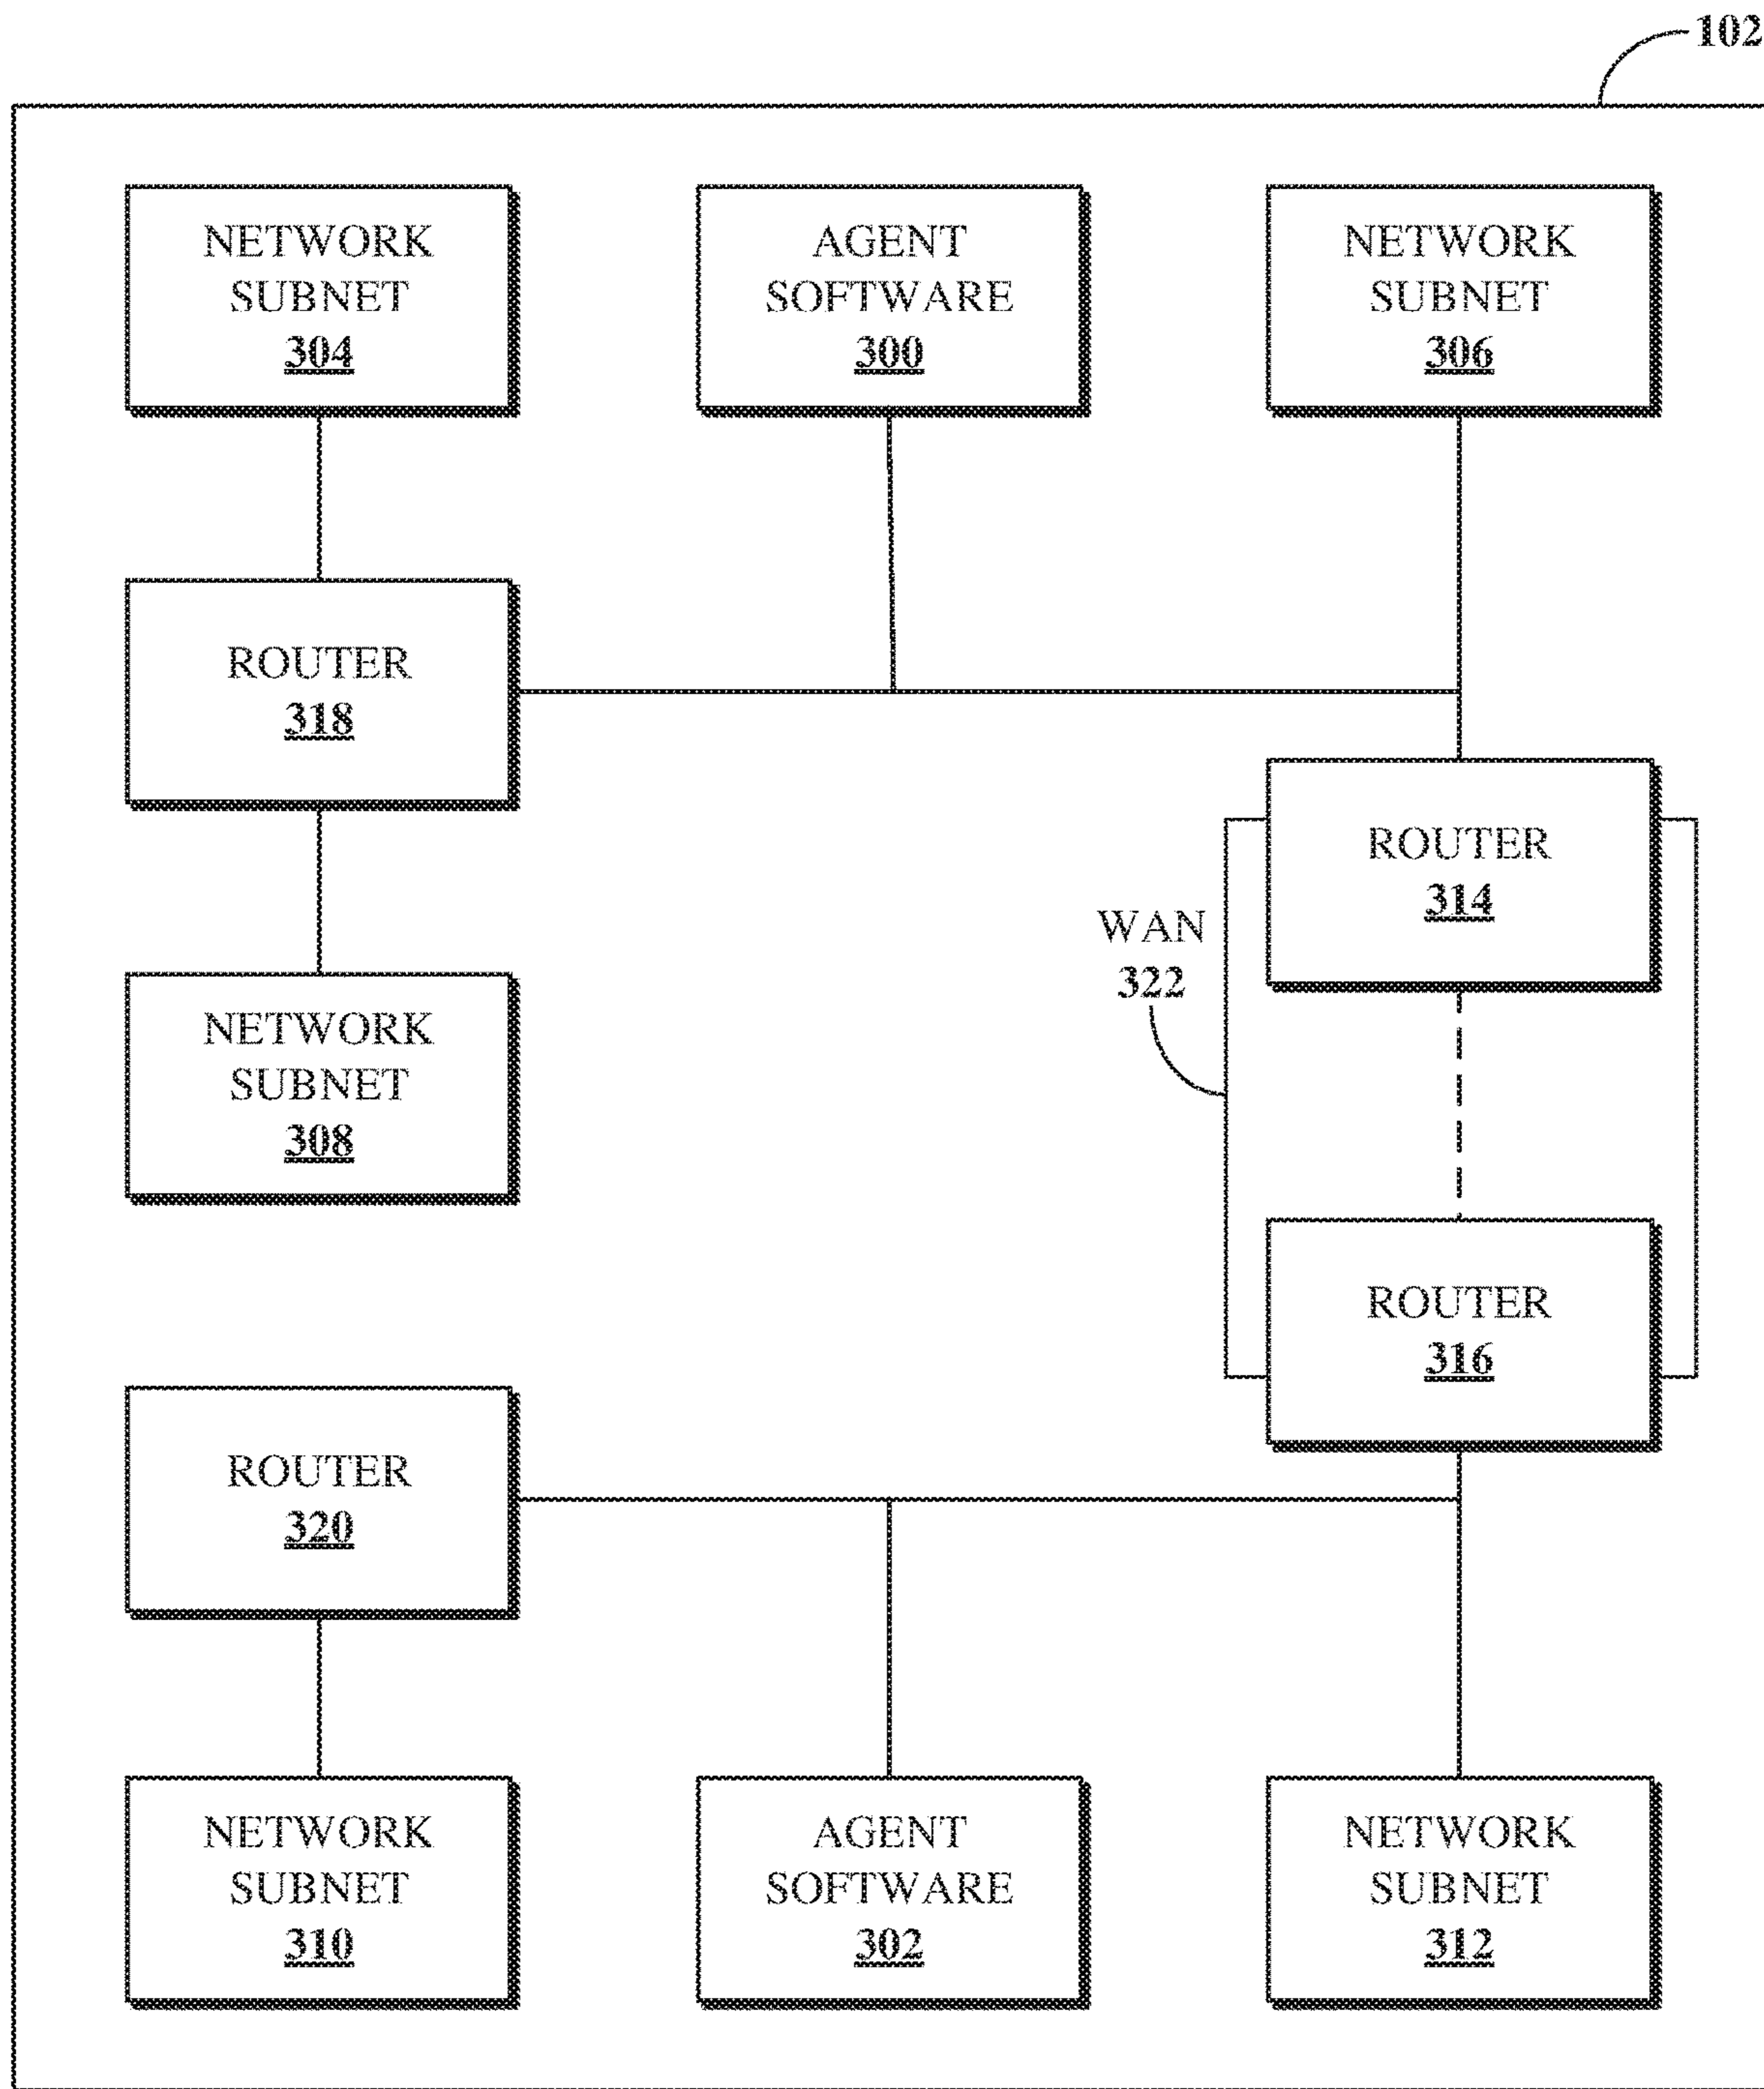 102
NETWORK
SUBNET
304
AGENT
SOFTWARE
300
NETWORK
SUBNET
306
ROUTER
318
ROUTER
314
WAN
322
NETWORK
SUBNET
308
ROUTER
316
ROUTER
320
NETWORK
SUBNET
310
AGENT
SOFTWARE
302
NETWORK
SUBNET
312